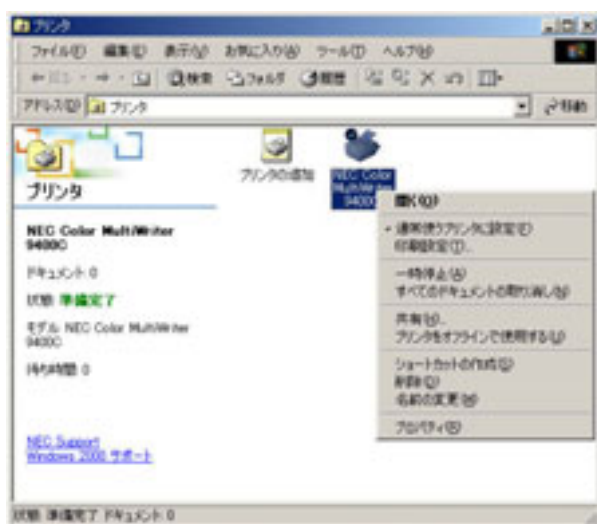 プリンタ
ファイル(F) 編集(E) 表示(V) お気に入り(A) ツール(T) ヘルプ(H)
検索 フォルダ 履歴
アドレス(D) プリンタ 移動
プリンタ
NEC Color MultiWriter
9400C
ドキュメント: 0
状態: 準備完了
モデル: NEC Color MultiWriter
9400C
待ち時間: 0
NEC Support
Windows 2000 サポート
プリンタの追加
NEC Color
MultiWriter
9400C
開く(O)
通常使うプリンタに設定(F)
印刷設定(T)...
一時停止(A)
すべてのドキュメントの取り消し(N)
共有(H)...
プリンタをオフラインで使用する(U)
ショートカットの作成(S)
削除(D)
名前の変更(M)
プロパティ(R)
状態: 準備完了 ドキュメント: 0